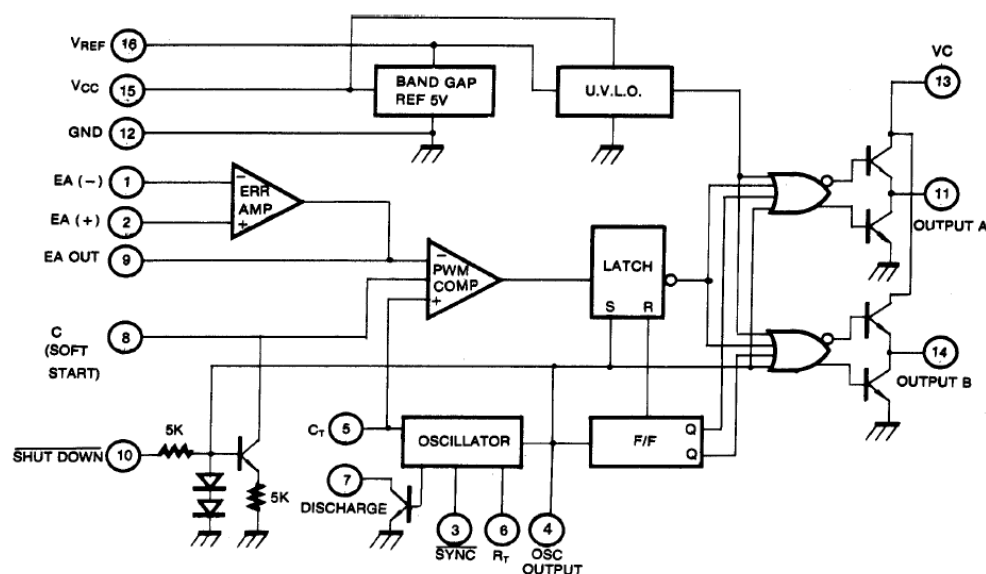 VREF 16
VCC 15
GND 12
EA (−) 1
EA (+) 2
EA OUT 9
C 8
(SOFT
START)
SHUT DOWN 10
5K
5K
BAND GAP
REF 5V
U.V.L.O.
VC
13
− ERR
AMP
+
− PWM
COMP
+
LATCH
S R
11
OUTPUT A
14
OUTPUT B
CT 5
OSCILLATOR
F/F
Q
Q
7
DISCHARGE
3
SYNC
6
RT
4
OSC
OUTPUT